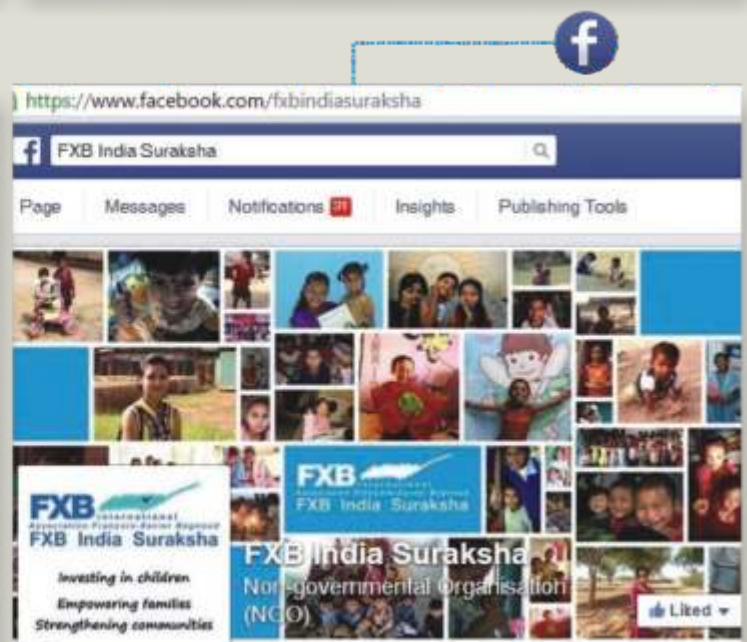 f
https://www.facebook.com/fxbindiasuraksha
f FXB India Suraksha
Page Messages Notifications 31 Insights Publishing Tools
FXB
FXB India Suraksha
FXB International
Association François-Xavier Bagnoud
FXB India Suraksha
Investing in children
Empowering families
Strengthening communities
FXB India Suraksha
Non-governmental Organisation
(NGO)
Liked